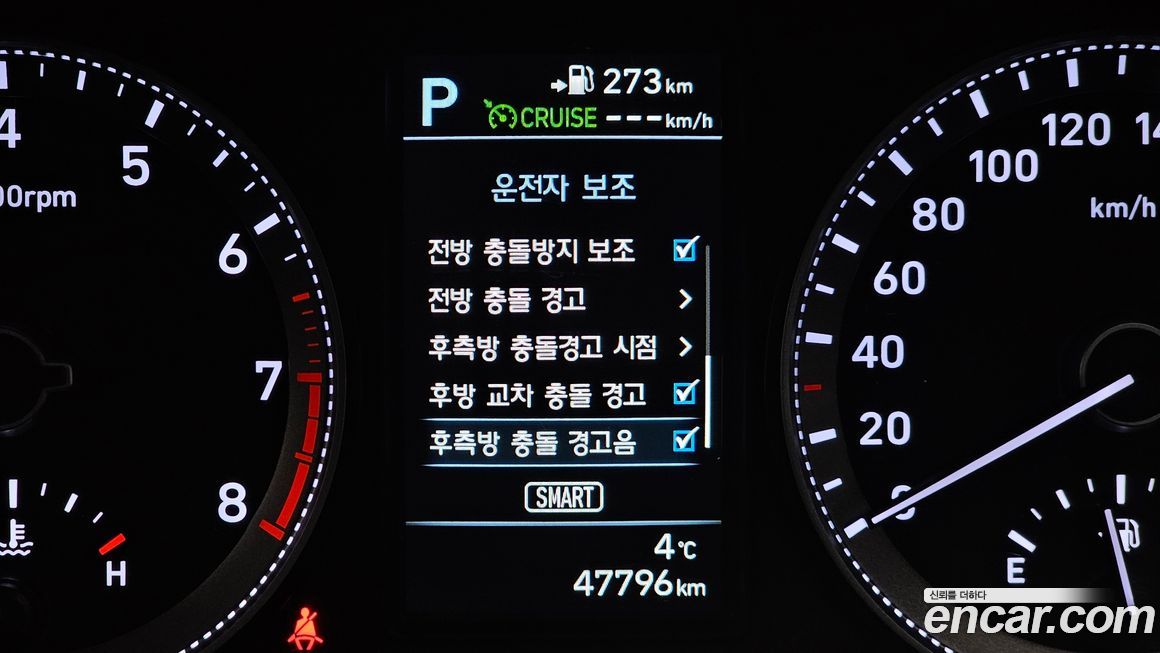 P
273 km
CRUISE ---km/h
운전자 보조
전방 충돌방지 보조
전방 충돌 경고
후측방 충돌경고 시점
후방 교차 충돌 경고
후측방 충돌 경고음
SMART
4℃
47796km
4
5
6
7
8
00rpm
H
0
20
40
60
80
100
120
14
km/h
E
신뢰를 더하다
encar.com